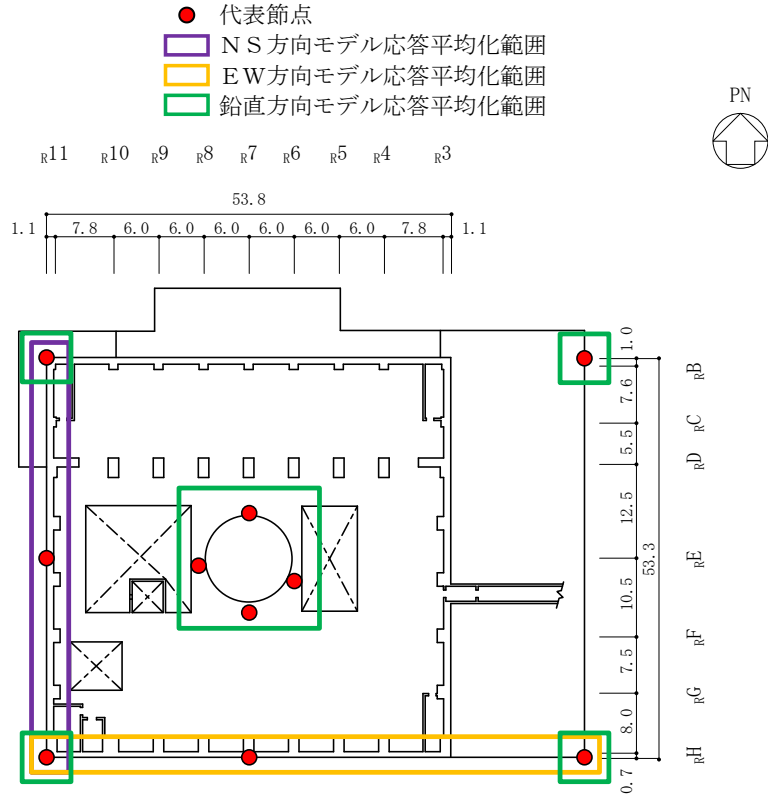 代表節点
ＮＳ方向モデル応答平均化範囲
ＥＷ方向モデル応答平均化範囲
鉛直方向モデル応答平均化範囲
PN
R11 R10 R9 R8 R7 R6 R5 R4 R3
53.8
1.1 7.8 6.0 6.0 6.0 6.0 6.0 6.0 7.8 1.1
1.0
RB
7.6
RC
5.5
RD
12.5
RE
53.3
10.5
RF
7.5
RG
8.0
RH
0.7